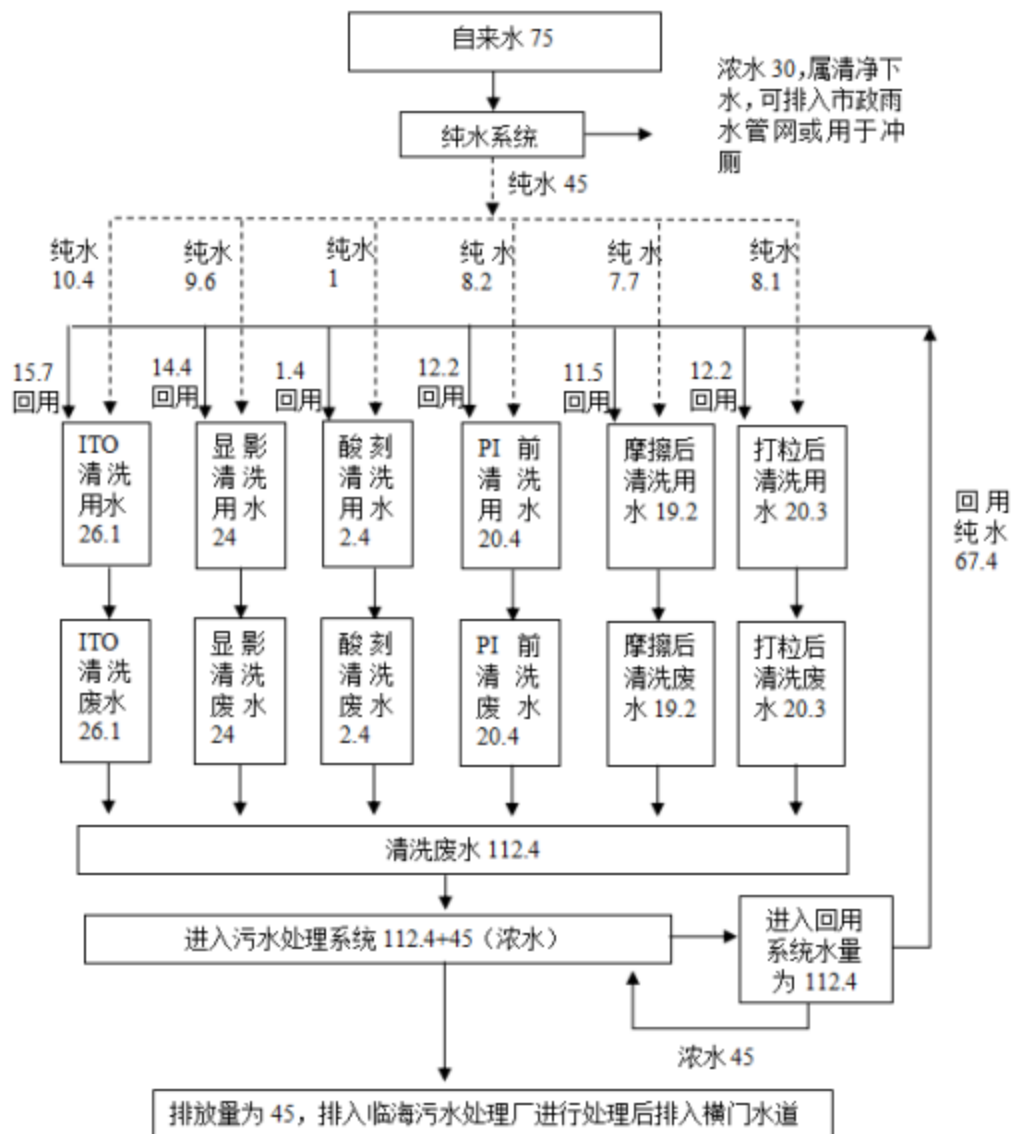 自来水 75
浓水 30，属清净下
水，可排入市政雨
水管网或用于冲
厕
纯水系统
纯水 45
纯水
10.4
纯水
9.6
纯水
1
纯 水
8.2
纯 水
7.7
纯水
8.1
15.7
回用
14.4
回用
1.4
回用
12.2
回用
11.5
回用
12.2
回用
ITO
清 洗
用水
26.1
显 影
清 洗
用 水
24
酸 刻
清 洗
用 水
2.4
PI 前
清 洗
用 水
20.4
摩擦后
清洗用
水 19.2
打粒后
清洗用
水 20.3
回 用
纯 水
67.4
ITO
清 洗
废水
26.1
显 影
清 洗
废 水
24
酸 刻
清 洗
废 水
2.4
PI 前
清 洗
废 水
20.4
摩擦后
清洗废
水 19.2
打粒后
清洗废
水 20.3
清洗废水 112.4
进入污水处理系统 112.4+45（浓水）
进入回用
系统水量
为 112.4
浓水 45
排放量为 45，排入临海污水处理厂进行处理后排入横门水道